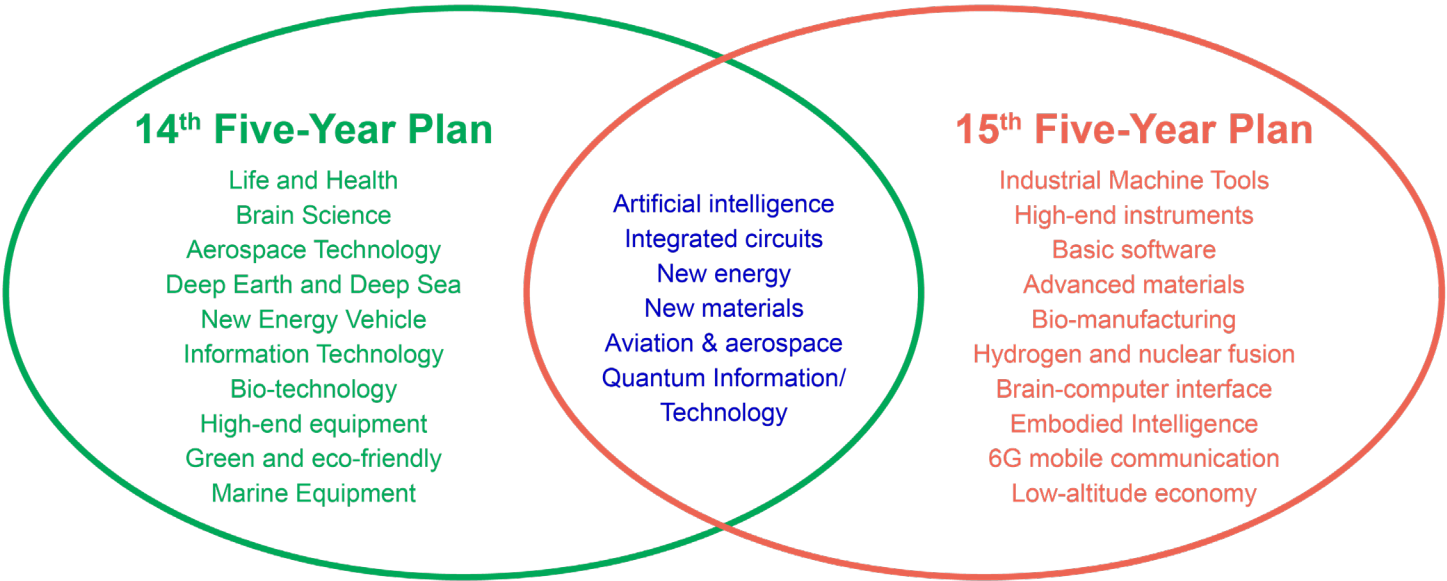 14th Five-Year Plan
Life and Health
Brain Science
Aerospace Technology
Deep Earth and Deep Sea
New Energy Vehicle
Information Technology
Bio-technology
High-end equipment
Green and eco-friendly
Marine Equipment
Artificial intelligence
Integrated circuits
New energy
New materials
Aviation & aerospace
Quantum Information/
Technology
15th Five-Year Plan
Industrial Machine Tools
High-end instruments
Basic software
Advanced materials
Bio-manufacturing
Hydrogen and nuclear fusion
Brain-computer interface
Embodied Intelligence
6G mobile communication
Low-altitude economy